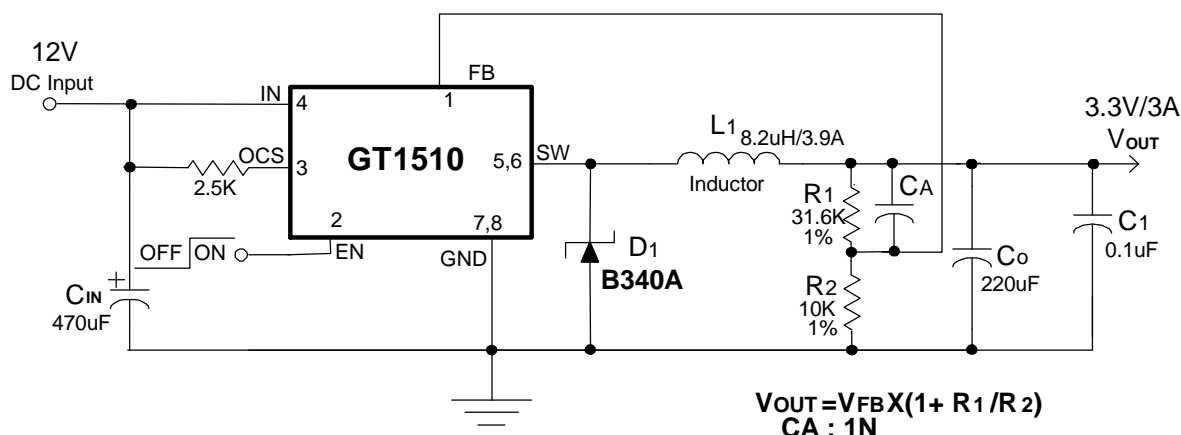 12V
DC Input
FB
IN
4
1
OCS
3
2.5K
GT1510
5,6
SW
2
7,8
EN
GND
OFF
ON
+
CIN
470uF
D1
B340A
L1
8.2uH/3.9A
Inductor
R1
31.6K
1%
CA
R2
10K
1%
Co
220uF
C1
0.1uF
3.3V/3A
VOUT
VOUT=VFBX(1+ R1/R2)
CA : 1N